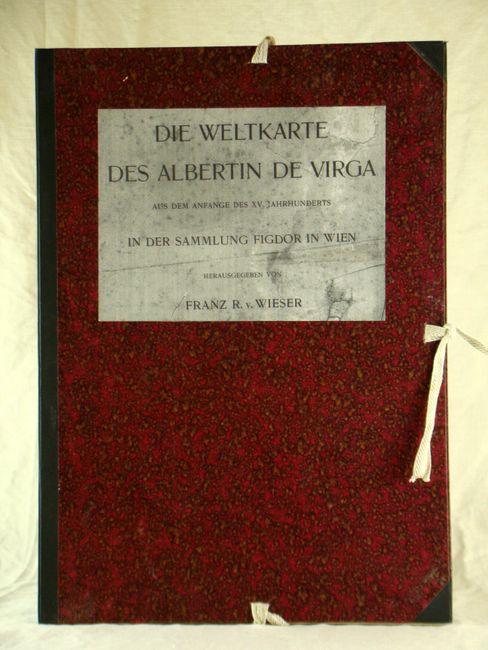 DIE WELTKARTE
DES ALBERTIN DE VIRGA
AUS DEM ANFANGE DES XV. JAHRHUNDERTS
IN DER SAMMLUNG FIGDOR IN WIEN
HERAUSGEGEBEN VON
FRANZ R. v. WIESER